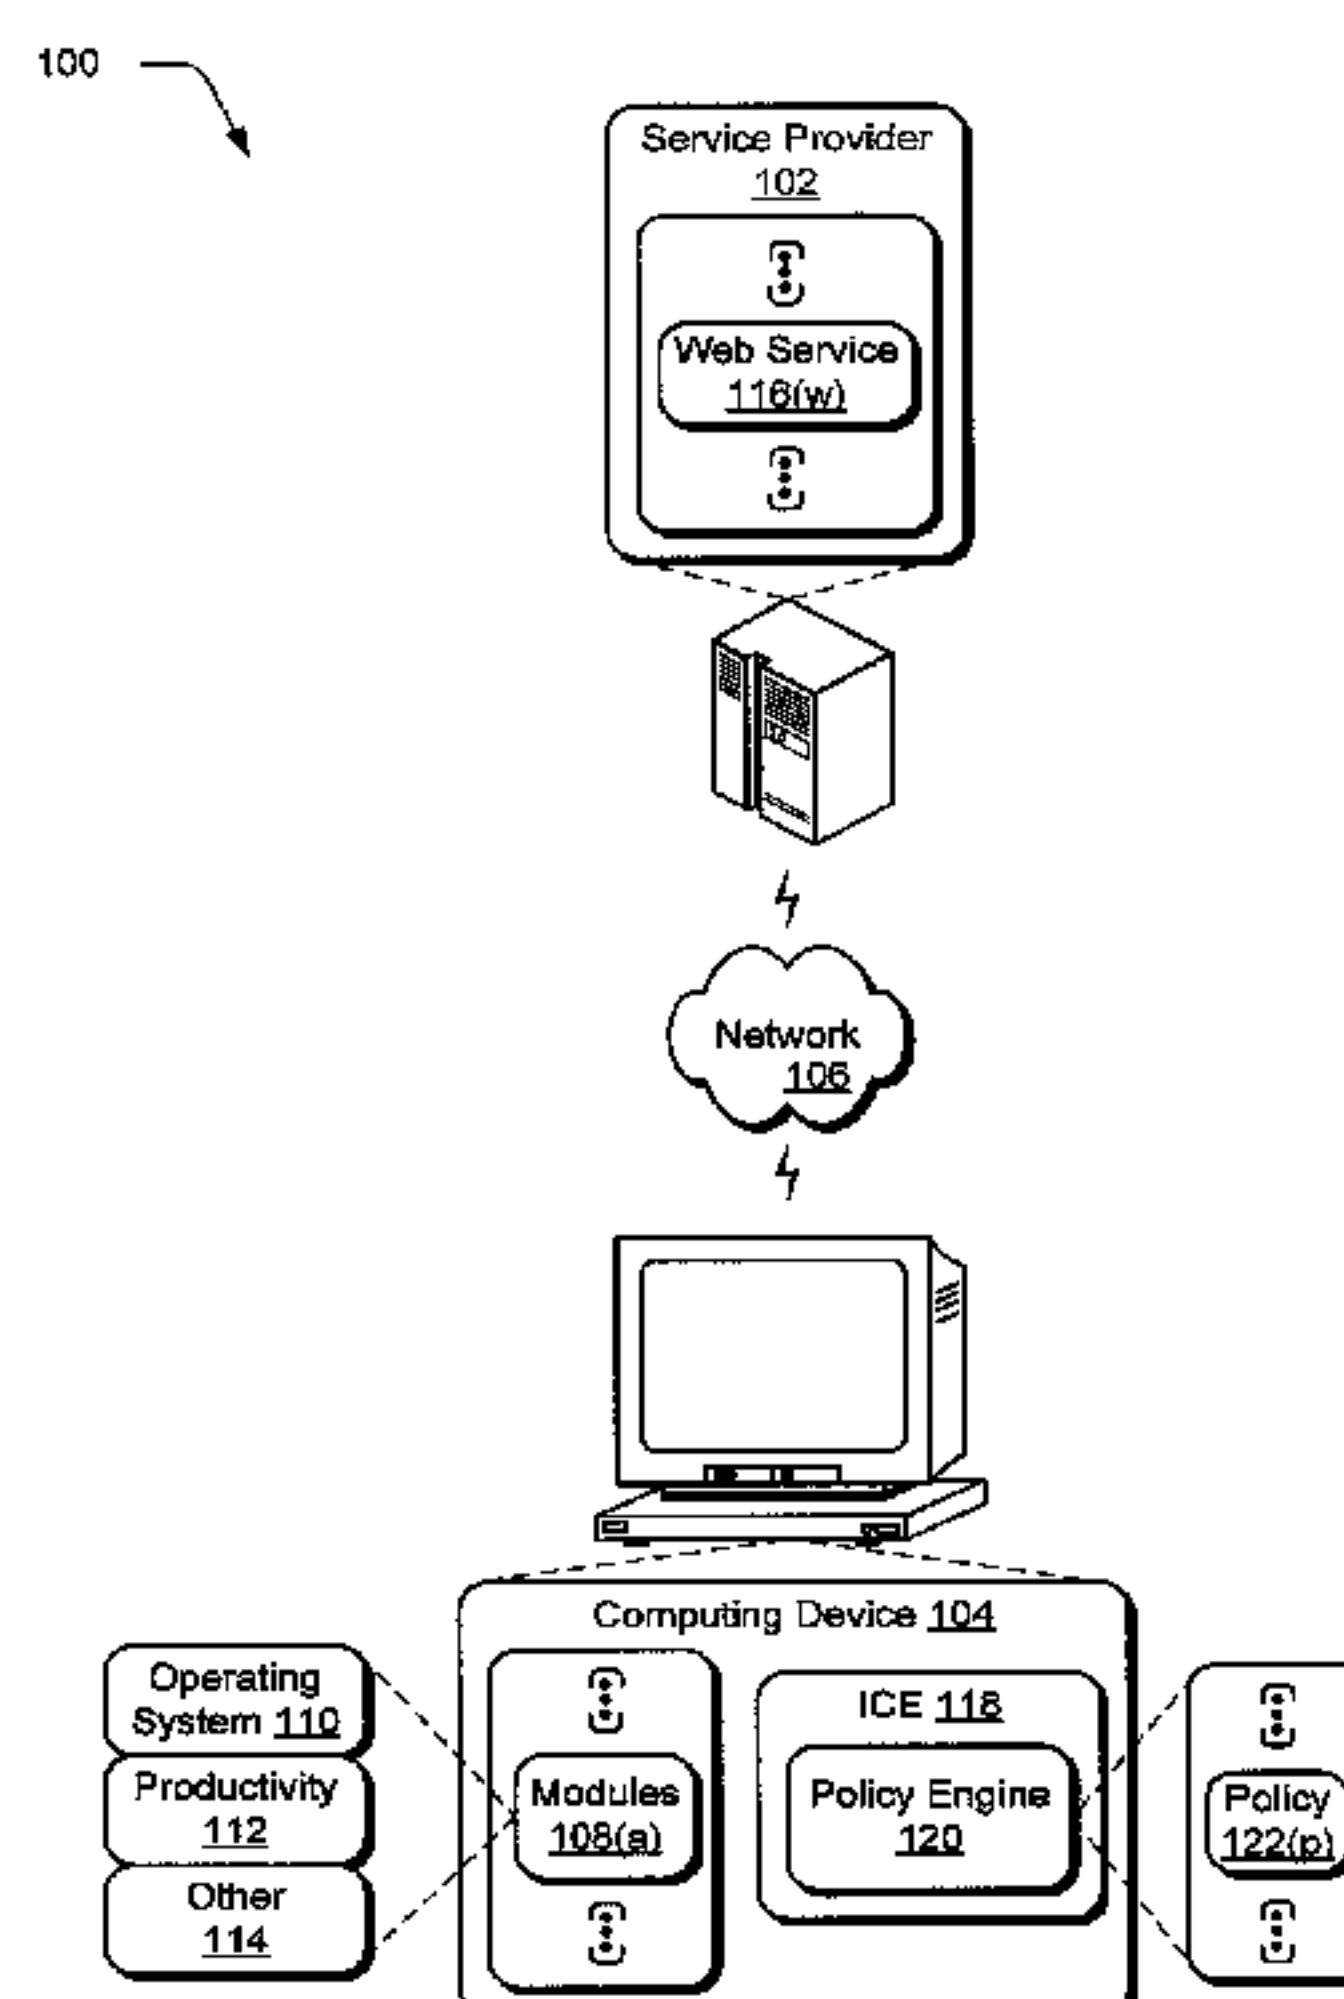 100
Service Provider
102
Web Service
116(w)
Network
106
Computing Device 104
Operating
System 110
Productivity
112
Other
114
Modules
108(a)
ICE 118
Policy Engine
120
Policy
122(p)